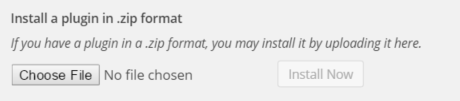 Install a plugin in .zip format
If you have a plugin in a .zip format, you may install it by uploading it here.
Choose File No file chosen Install Now